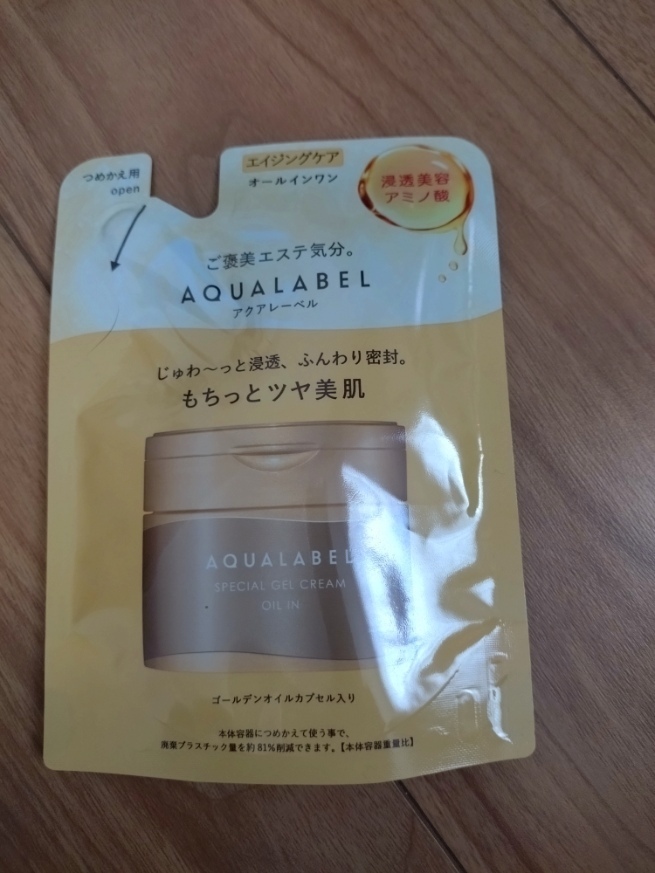 つめかえ用
open
エイジングケア
オールインワン
浸透美容
アミノ酸
ご褒美エステ気分。
AQUALABEL
アクアレーベル
じゅわ〜っと浸透、ふんわり密封。
もちっとツヤ美肌
AQUALABEL
SPECIAL GEL CREAM
OIL IN
ゴールデンオイルカプセル入り
本体容器につめかえて使う事で、
廃棄プラスチック量を約81%削減できます。【本体容器重量比】